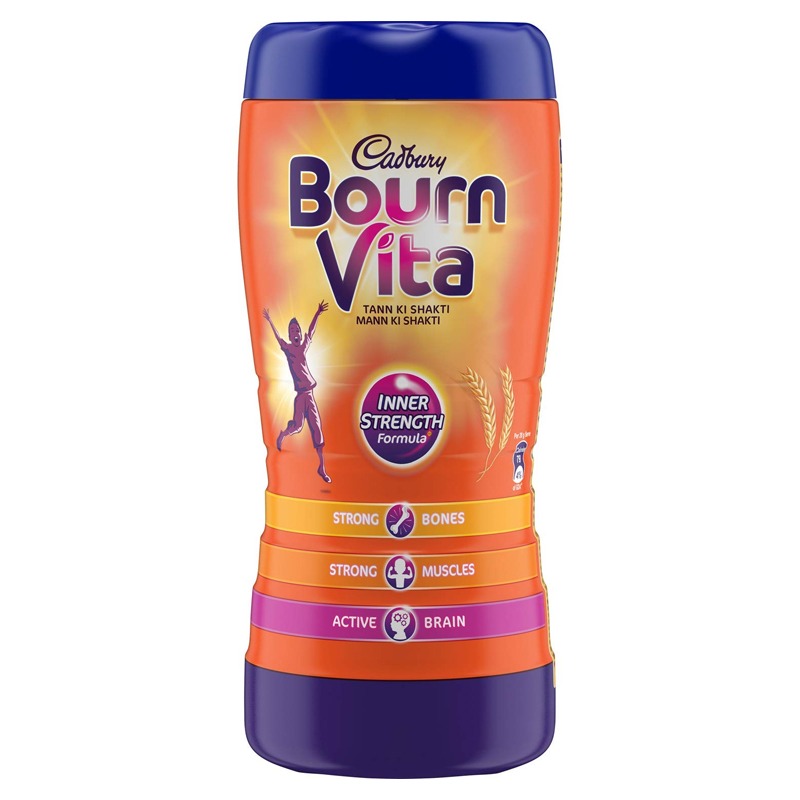 Cadbury
Bourn
Vita
TANN KI SHAKTI
MANN KI SHAKTI
INNER
STRENGTH
Formula
STRONG BONES
STRONG MUSCLES
ACTIVE BRAIN